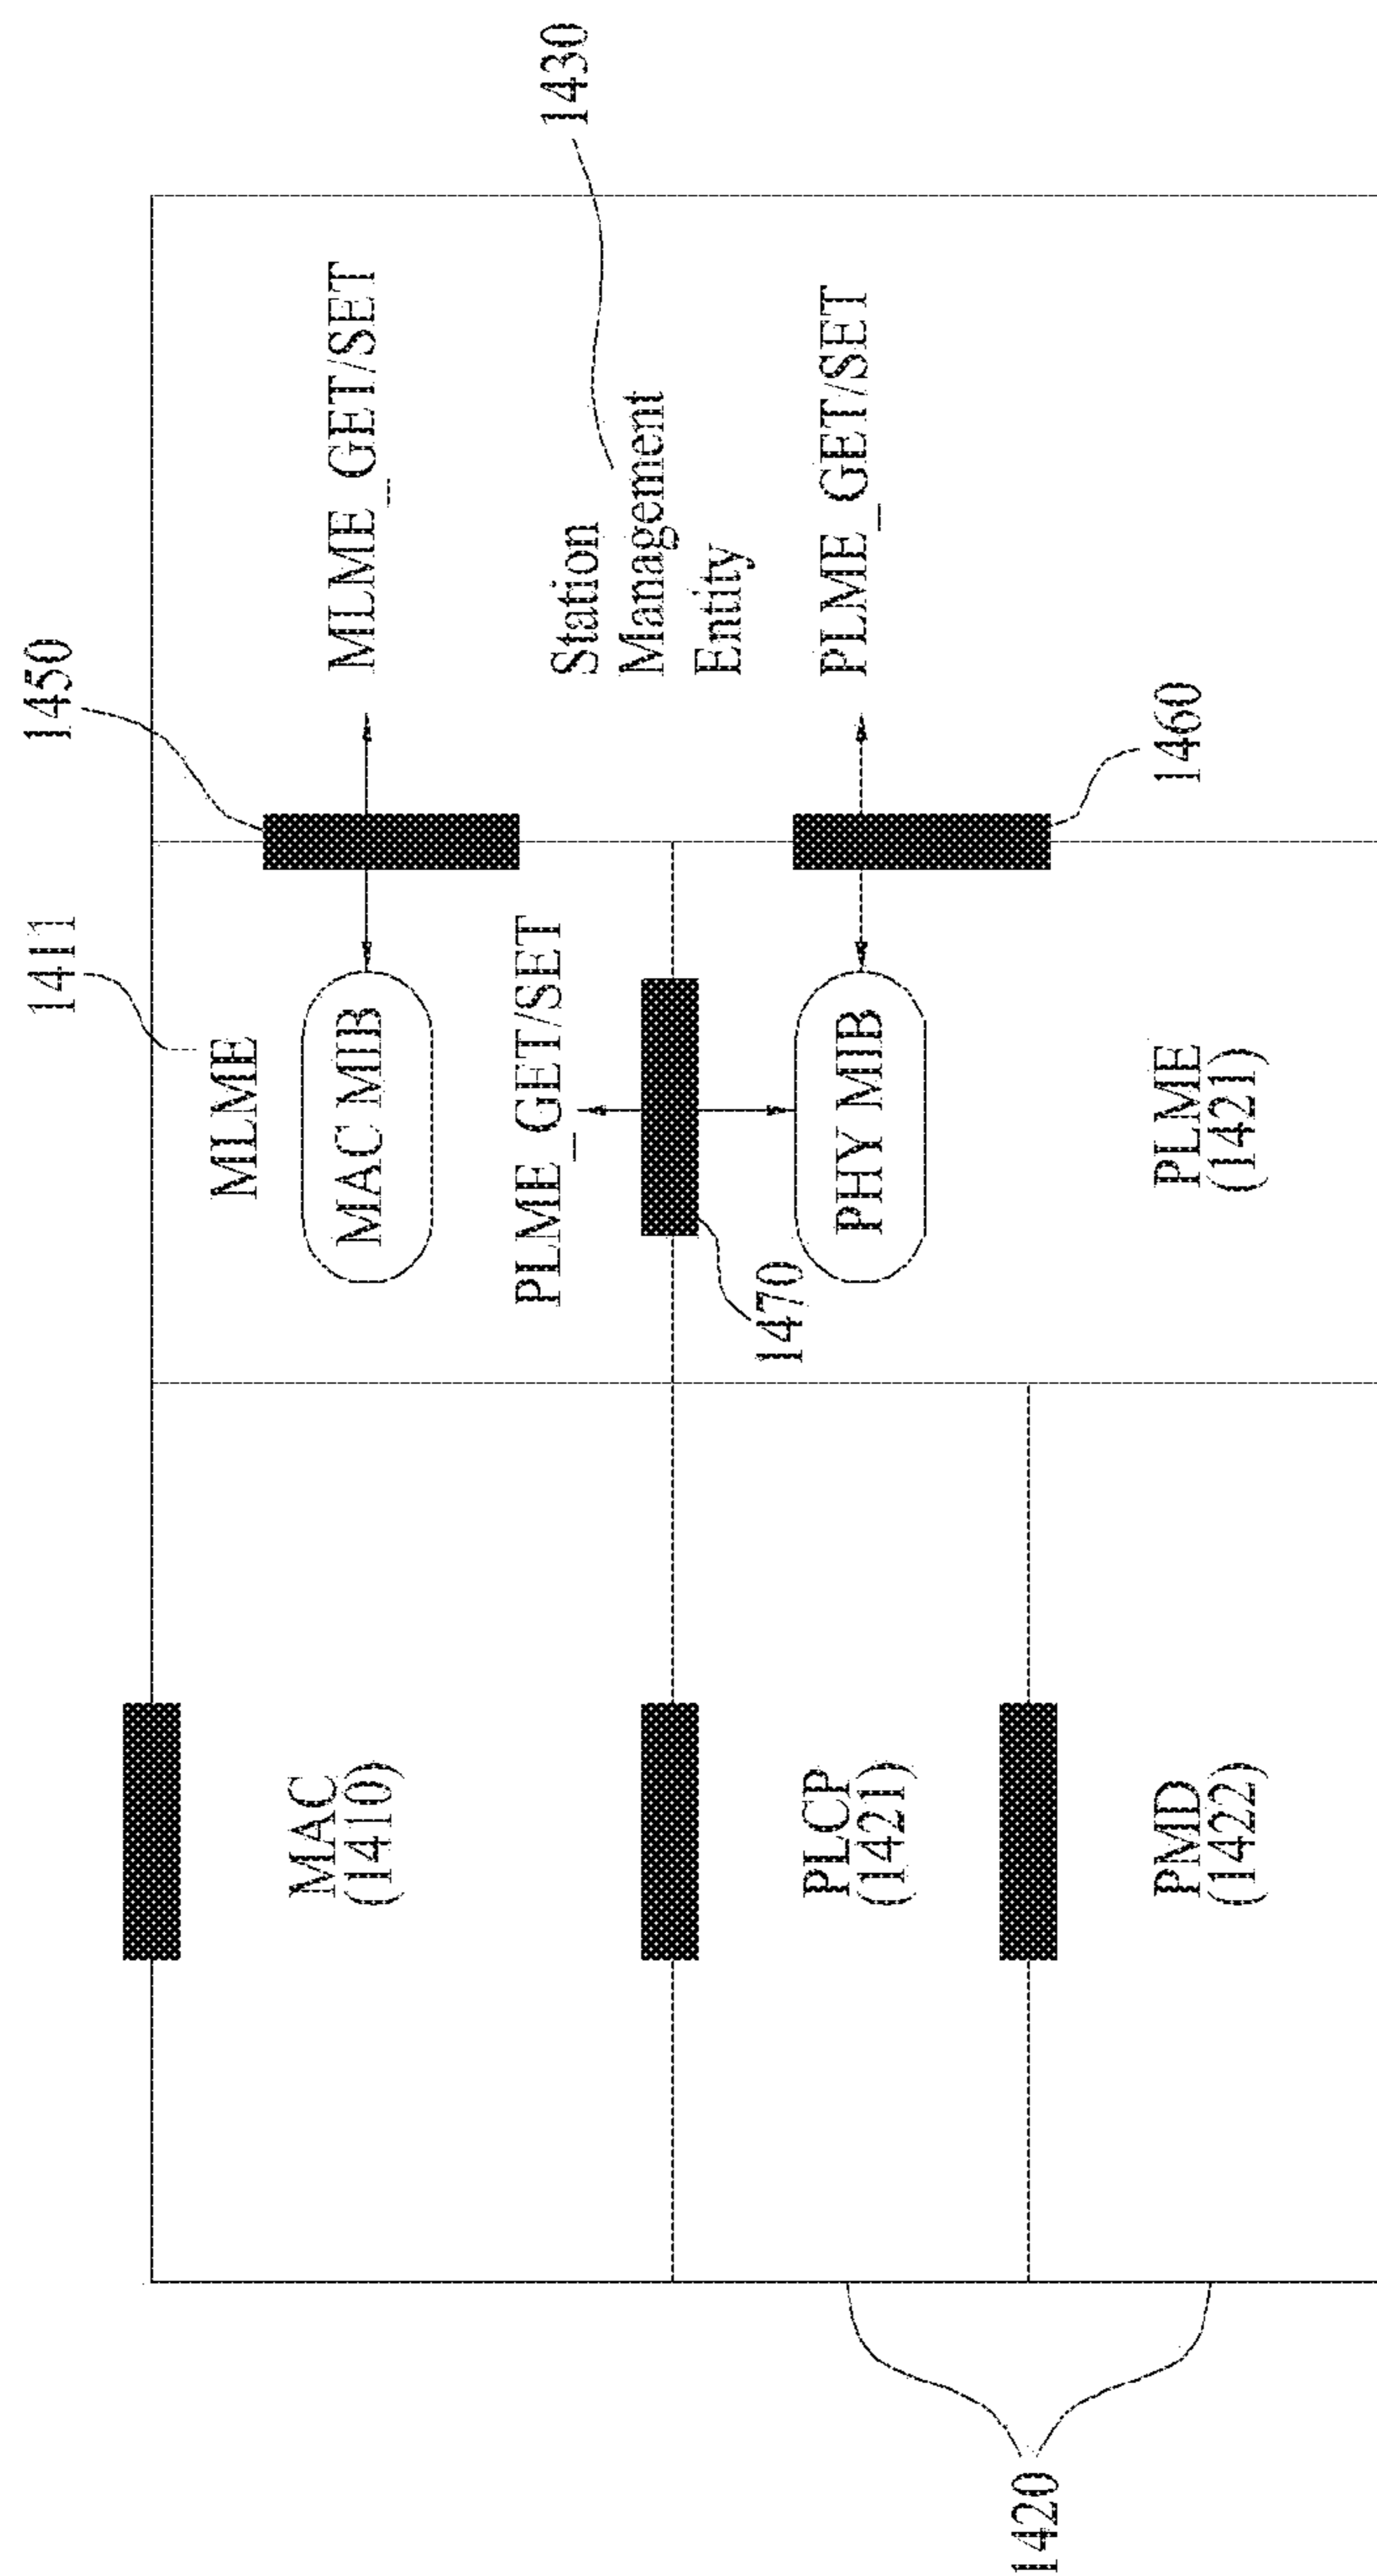 1430
1450
1411
MLME_GET/SET
MLME
MAC MIB
MAC
(1410)
Station
Management
Entity
PLME_GET/SET
PLME_GET/SET
1460
1470
PHY MIB
PLCP
(1421)
PLME
(1421)
PMD
(1422)
1420